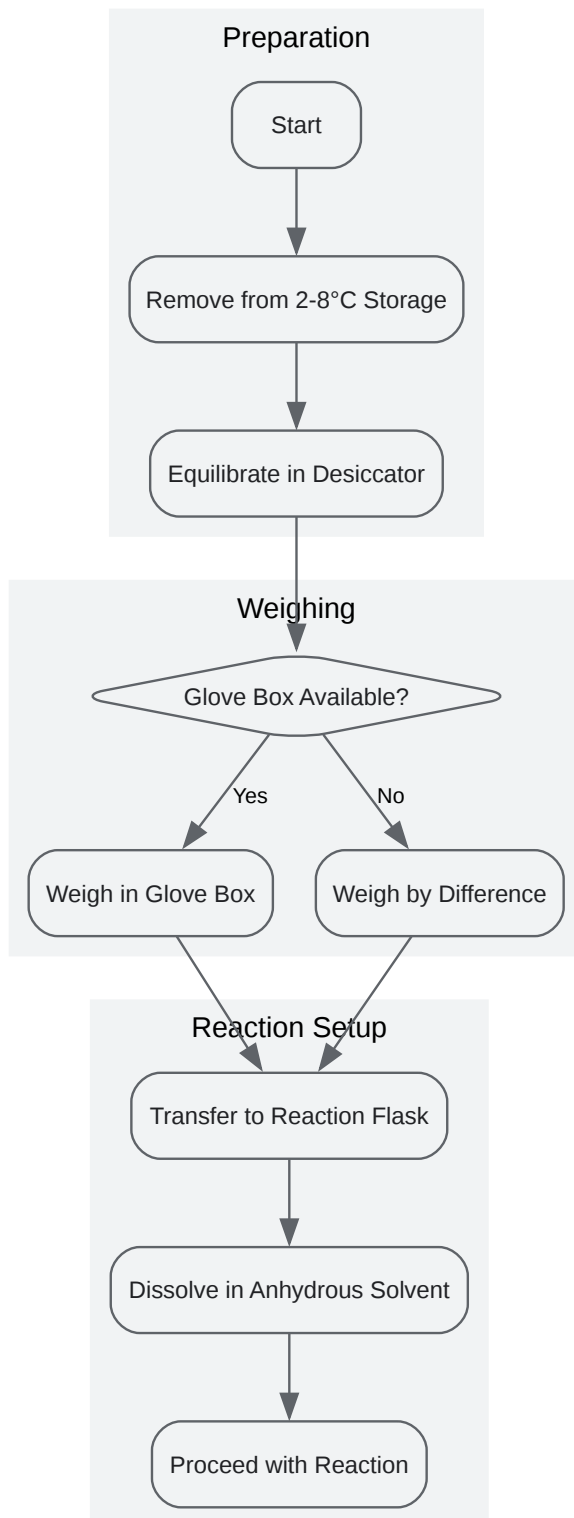 Preparation
Start
Remove from 2-8°C Storage
Equilibrate in Desiccator
Weighing
Glove Box Available?
Yes
No
Weigh in Glove Box
Weigh by Difference
Reaction Setup
Transfer to Reaction Flask
Dissolve in Anhydrous Solvent
Proceed with Reaction